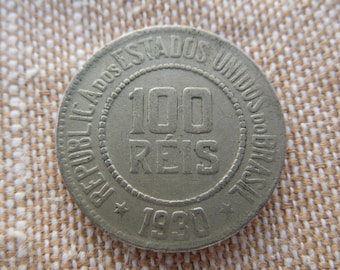 REPUBLICA DOS ESTADOS UNIDOS DO BRASIL
100
REIS
1930